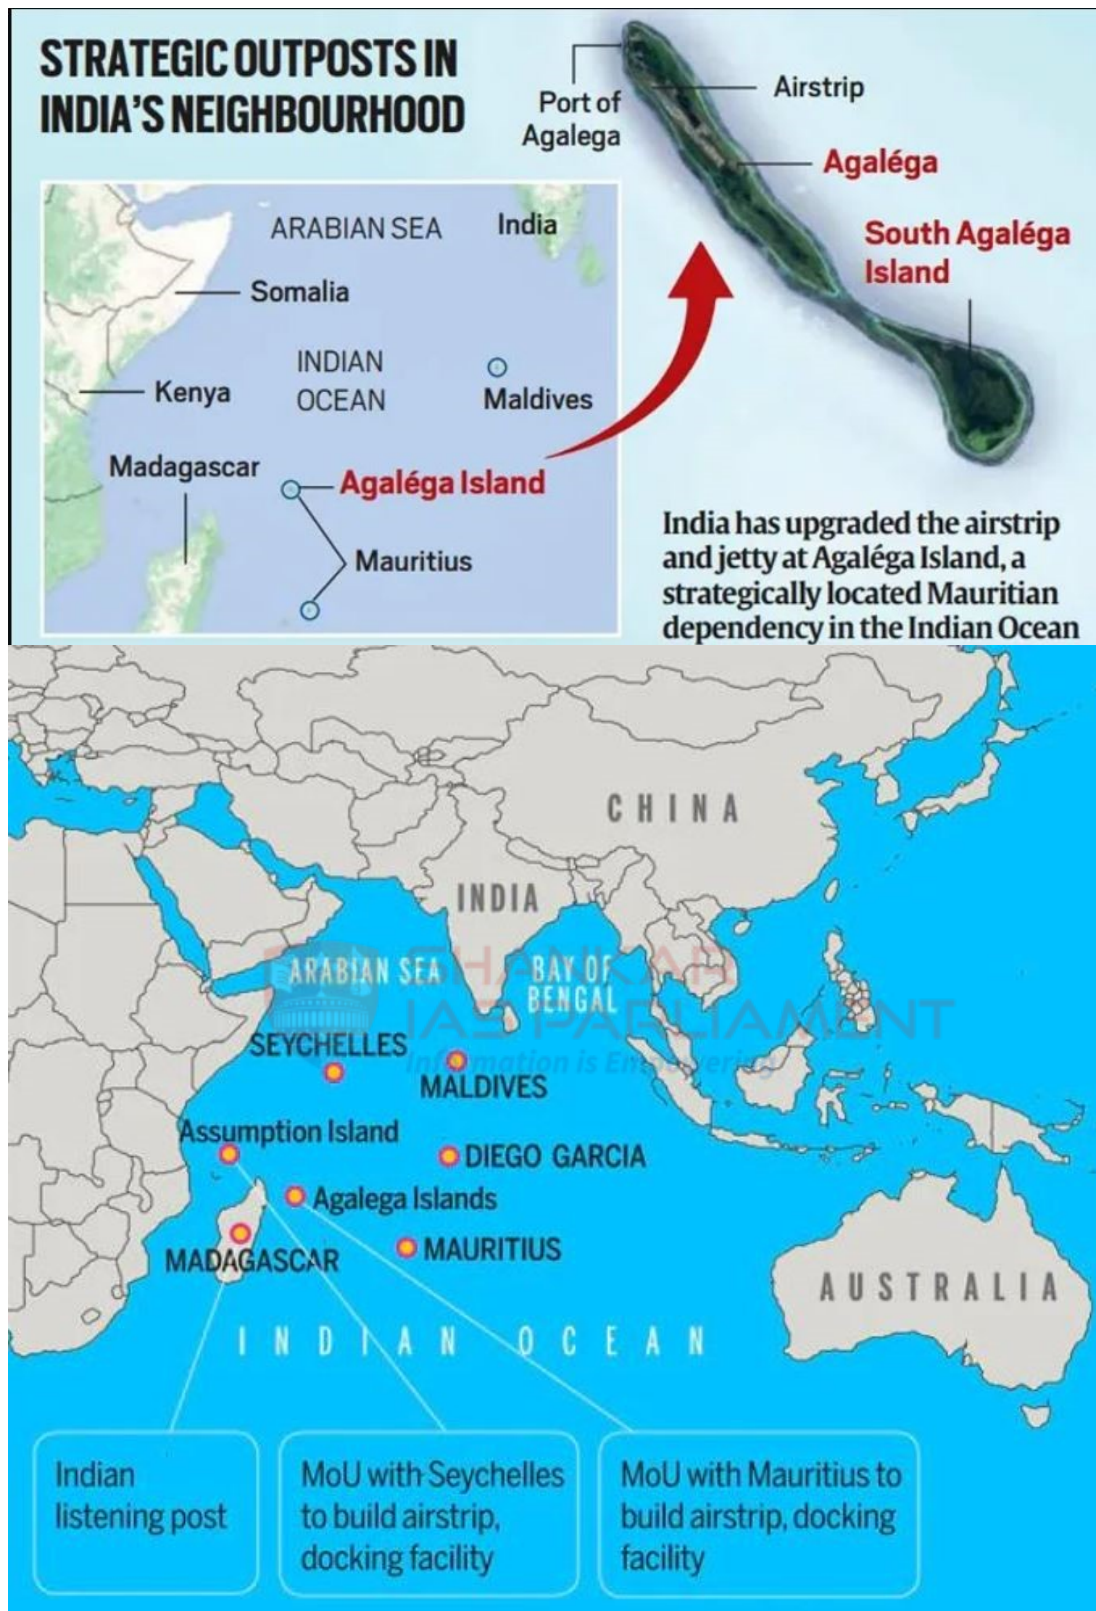 STRATEGIC OUTPOSTS IN
INDIA'S NEIGHBOURHOOD
Port of
Agalega
Airstrip
Agaléga
South Agaléga
Island
ARABIAN SEA
India
Somalia
INDIAN
OCEAN
Kenya
Maldives
Madagascar
Agaléga Island
Mauritius
India has upgraded the airstrip
and jetty at Agaléga Island, a
strategically located Mauritian
dependency in the Indian Ocean
CHINA
INDIA
ARABIAN SEA
BAY OF
BENGAL
SHANKAR
IAS PARLIAMENT
Information is Empowering
SEYCHELLES
MALDIVES
Assumption Island
DIEGO GARCIA
Agalega Islands
MADAGASCAR
MAURITIUS
AUSTRALIA
INDIAN OCEAN
Indian
listening post
MoU with Seychelles
to build airstrip,
docking facility
MoU with Mauritius to
build airstrip, docking
facility